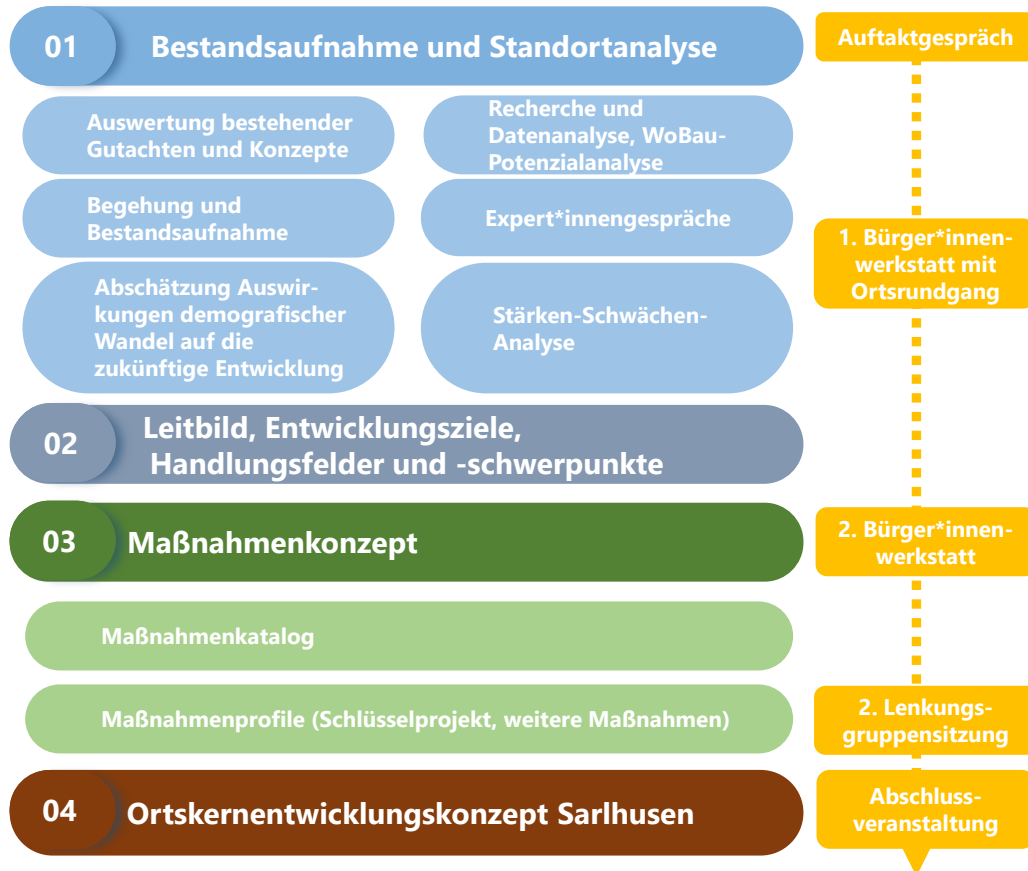 01
Bestandsaufnahme und Standortanalyse
Auswertung bestehender
Gutachten und Konzepte
Recherche und
Datenanalyse, WoBau-
Potenzialanalyse
Begehung und
Bestandsaufnahme
Expert*innengespräche
Abschätzung Auswir-
kungen demografischer
Wandel auf die
zukünftige Entwicklung
Stärken-Schwächen-
Analyse
02
Leitbild, Entwicklungsziele,
Handlungsfelder und -schwerpunkte
03
Maßnahmenkonzept
Maßnahmenkatalog
Maßnahmenprofile (Schlüsselprojekt, weitere Maßnahmen)
04
Ortskernentwicklungskonzept Sarlhusen
Auftaktgespräch
1. Bürger*innen-
werkstatt mit
Ortsrundgang
2. Bürger*innen-
werkstatt
2. Lenkungs-
gruppensitzung
Abschluss-
veranstaltung